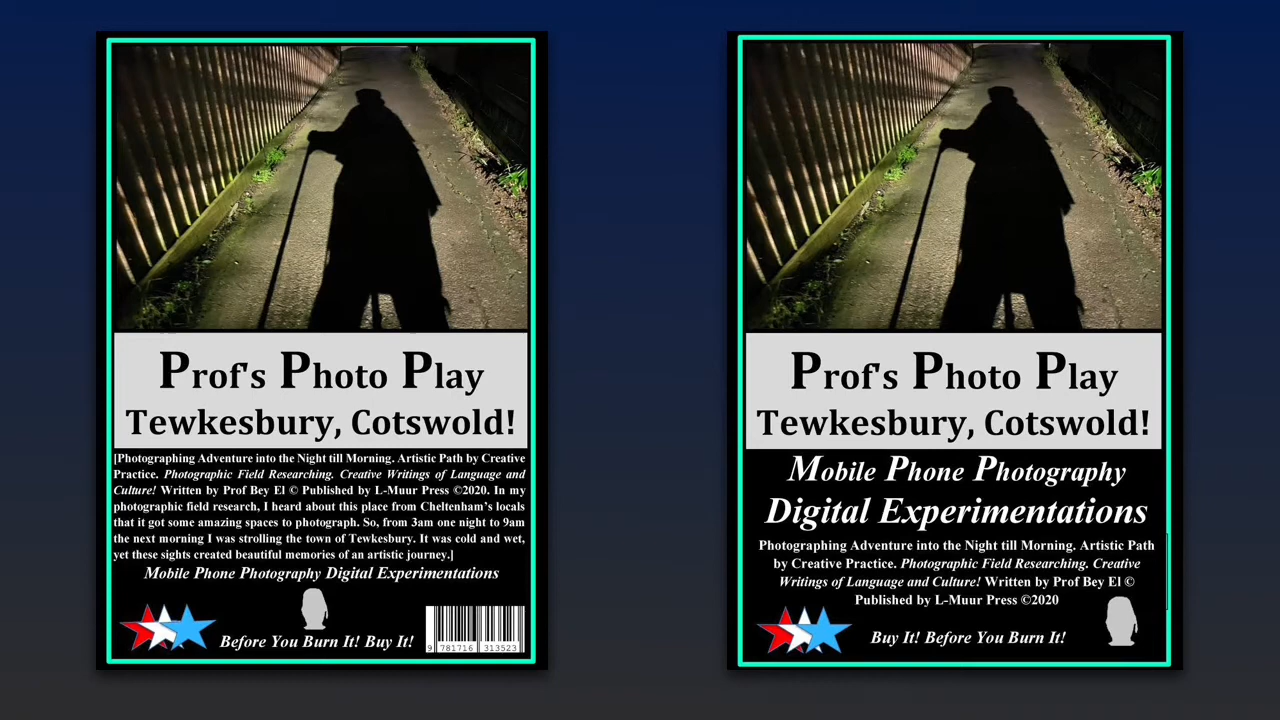 Prof's Photo Play
Tewkesbury, Cotswold!
[Photographing Adventure into the Night till Morning. Artistic Path by Creative
Practice. Photographic Field Researching. Creative Writings of Language and
Culture! Written by Prof Bey El © Published by L-Muur Press ©2020. In my
photographic field research, I heard about this place from Cheltenham's locals
that it got some amazing spaces to photograph. So, from 3am one night to 9am
the next morning I was strolling the town of Tewkesbury. It was cold and wet,
yet these sights created beautiful memories of an artistic journey.]
Mobile Phone Photography Digital Experimentations
Before You Burn It! Buy It!
9 781716 313523
Prof's Photo Play
Tewkesbury, Cotswold!
Mobile Phone Photography
Digital Experimentations
Photographing Adventure into the Night till Morning. Artistic Path
by Creative Practice. Photographic Field Researching. Creative
Writings of Language and Culture! Written by Prof Bey El ©
Published by L-Muur Press ©2020
Buy It! Before You Burn It!